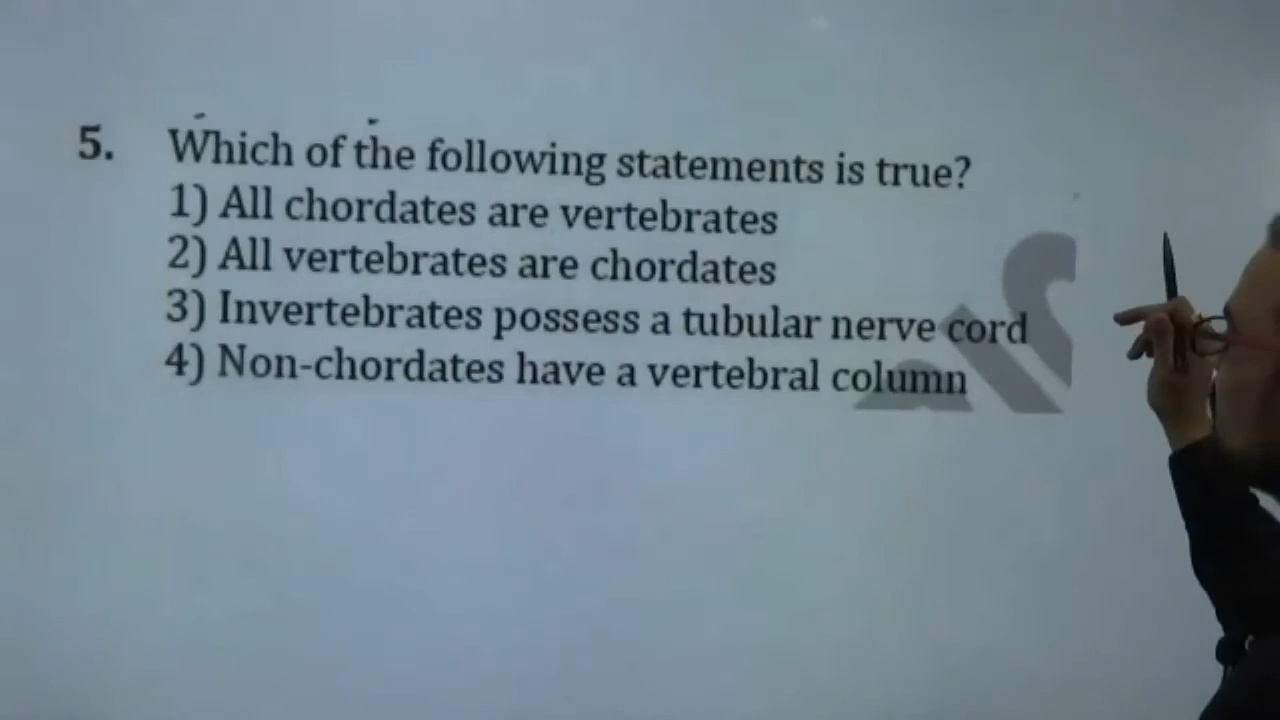 5. Which of the following statements is true?
1) All chordates are vertebrates
2) All vertebrates are chordates
3) Invertebrates possess a tubular nerve cord
4) Non-chordates have a vertebral column